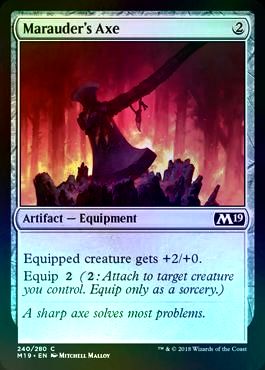 Marauder's Axe 2
Artifact — Equipment M19
Equipped creature gets +2/+0.
Equip 2 (2: Attach to target creature
you control. Equip only as a sorcery.)
A sharp axe solves most problems.
240/280 C
M19 • EN MITCHELL MALLOY ™ & © 2018 Wizards of the Coast